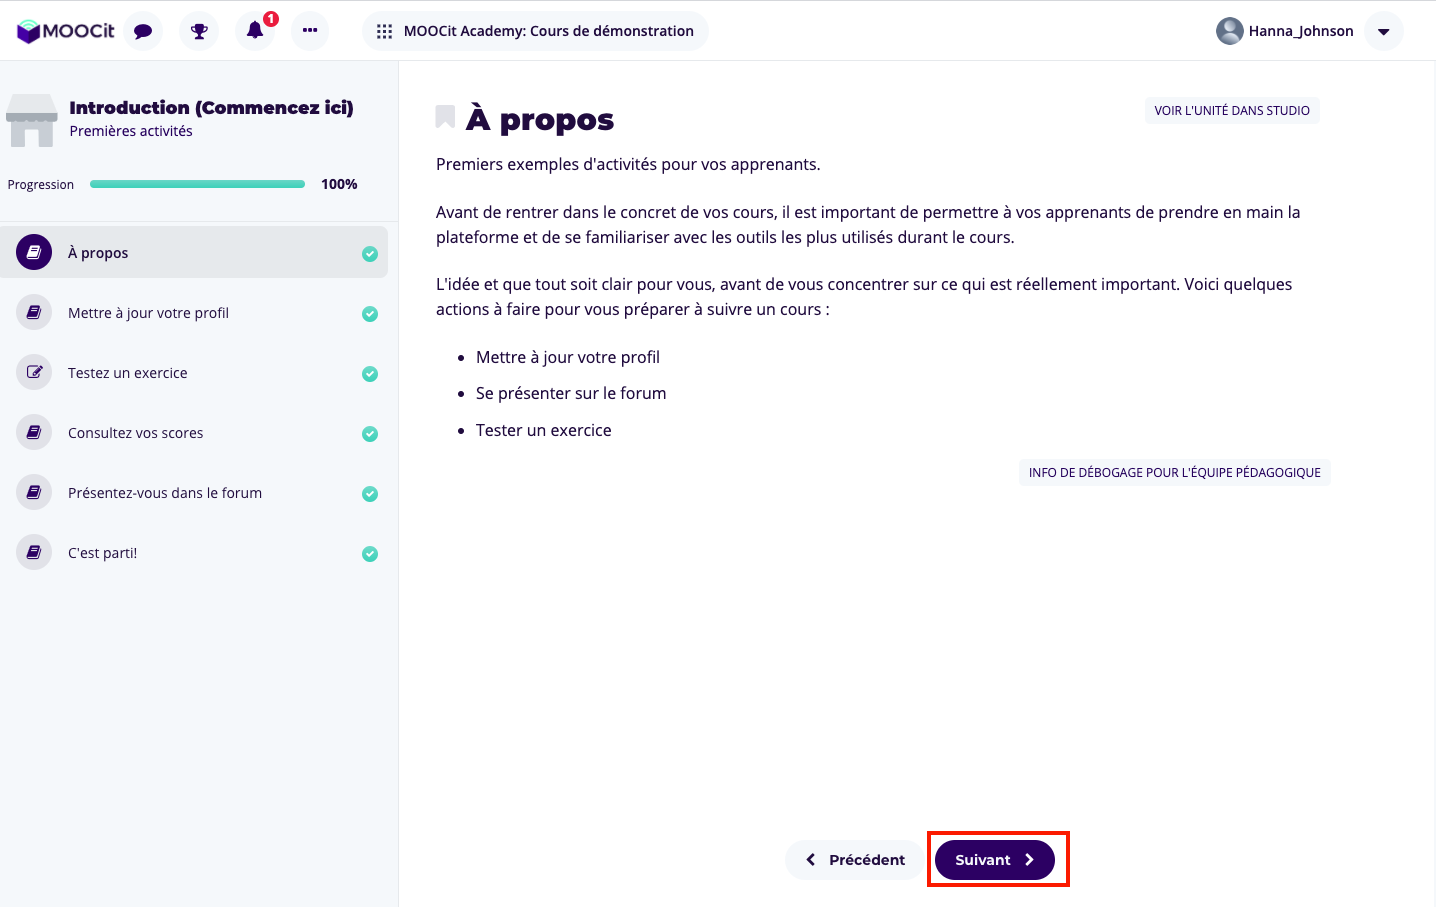 MOOCit
1
MOOCit Academy: Cours de démonstration
Hanna_Johnson
Introduction (Commencez ici)
Premières activités
Progression
100%
À propos
Mettre à jour votre profil
Testez un exercice
Consultez vos scores
Présentez-vous dans le forum
C'est parti!
À propos
VOIR L'UNITÉ DANS STUDIO
Premiers exemples d'activités pour vos apprenants.
Avant de rentrer dans le concret de vos cours, il est important de permettre à vos apprenants de prendre en main la
plateforme et de se familiariser avec les outils les plus utilisés durant le cours.
L'idée et que tout soit clair pour vous, avant de vous concentrer sur ce qui est réellement important. Voici quelques
actions à faire pour vous préparer à suivre un cours :
• Mettre à jour votre profil
• Se présenter sur le forum
• Tester un exercice
INFO DE DÉBOGAGE POUR L'ÉQUIPE PÉDAGOGIQUE
Précédent
Suivant